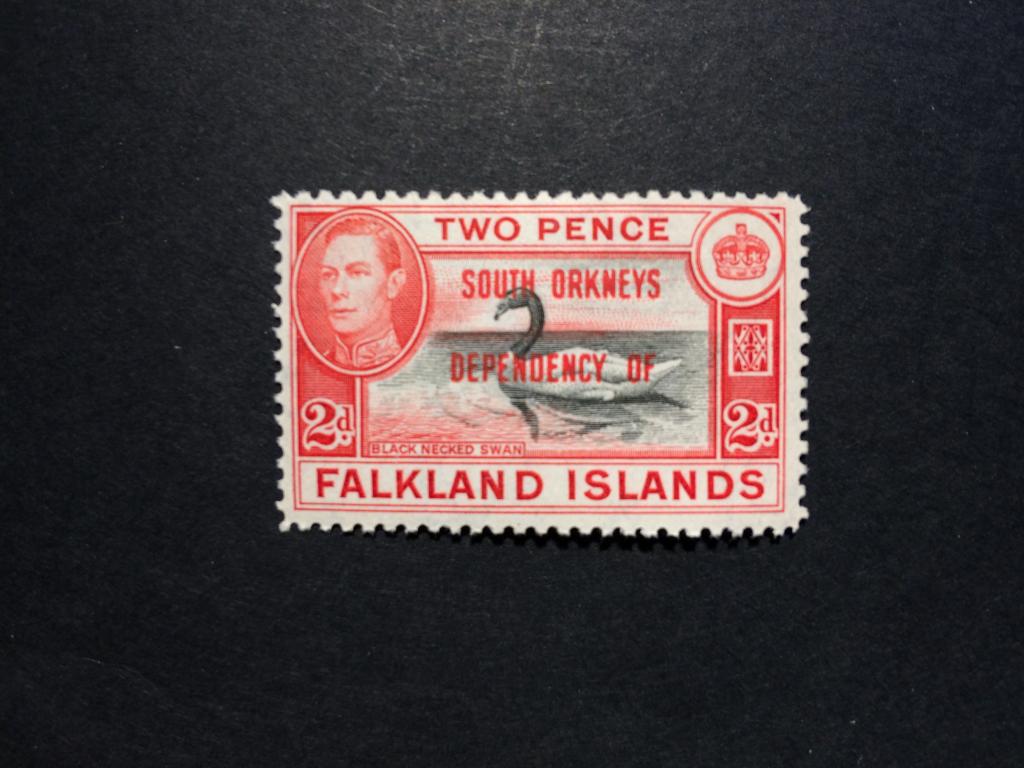 TWO PENCE
SOUTH ORKNEYS
DEPENDENCY OF
2d.
2d.
BLACK NECKED SWAN
FALKLAND ISLANDS